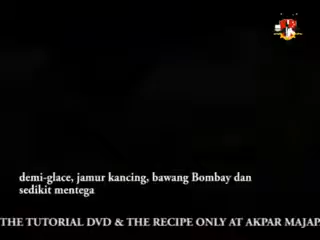 demi-glace, jamur kancing, bawang Bombay dan
sedikit mentega
THE TUTORIAL DVD & THE RECIPE ONLY AT AKPAR MAJAP